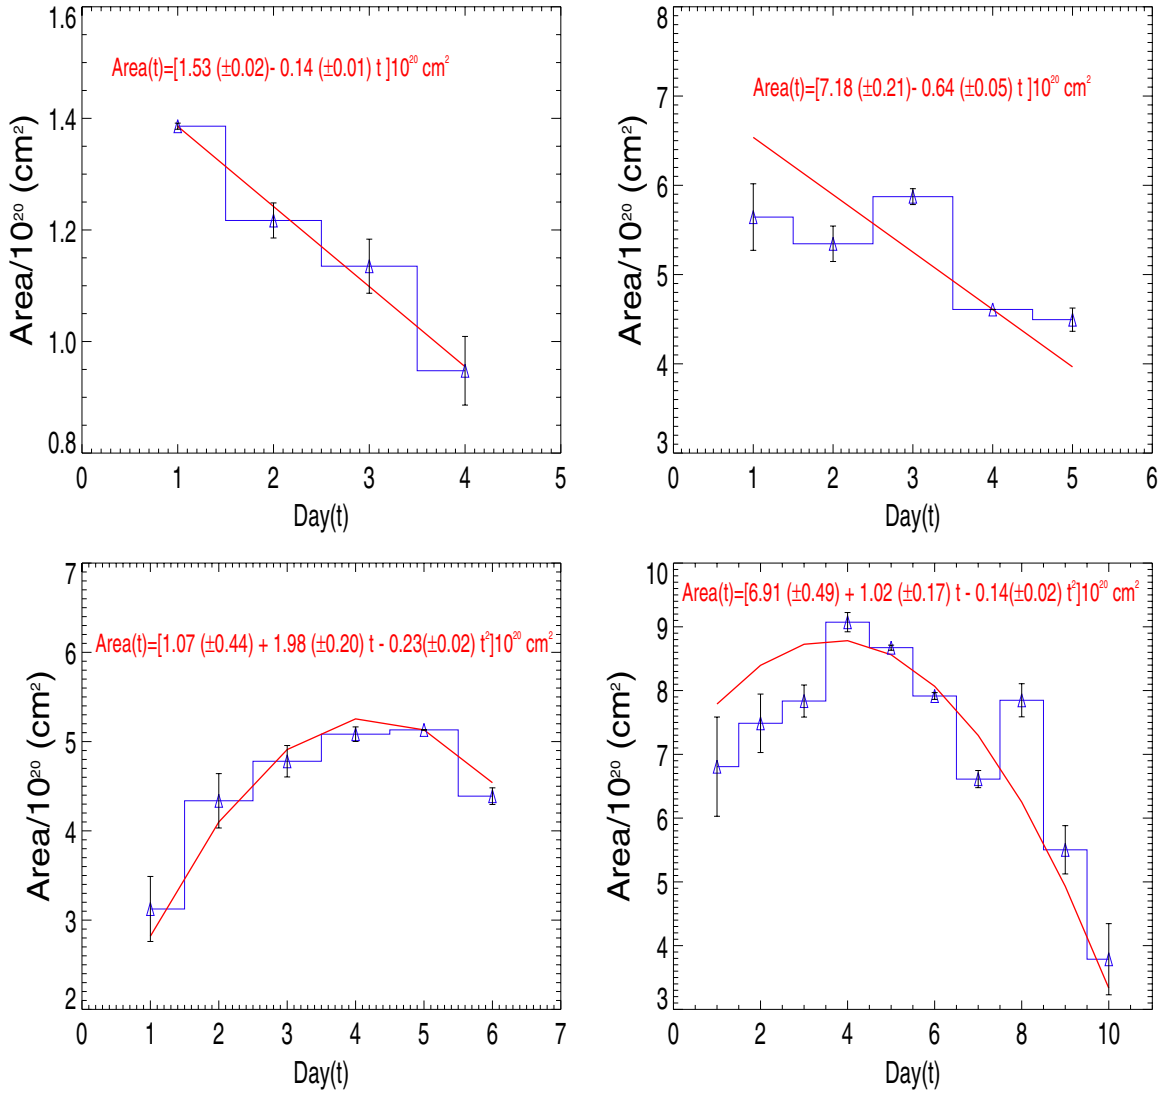 Area(t)=[1.53 (±0.02)- 0.14 (±0.01) t ]10²⁰ cm²
1.6
1.4
1.2
1.0
0.8
Area/10²⁰ (cm²)
0 1 2 3 4 5
Day(t)
Area(t)=[7.18 (±0.21)- 0.64 (±0.05) t ]10²⁰ cm²
8
7
6
5
4
3
Area/10²⁰ (cm²)
0 1 2 3 4 5 6
Day(t)
Area(t)=[1.07 (±0.44) + 1.98 (±0.20) t - 0.23(±0.02) t²]10²⁰ cm²
7
6
5
4
3
2
Area/10²⁰ (cm²)
0 1 2 3 4 5 6 7
Day(t)
Area(t)=[6.91 (±0.49) + 1.02 (±0.17) t - 0.14(±0.02) t²]10²⁰ cm²
10
9
8
7
6
5
4
3
Area/10²⁰ (cm²)
0 2 4 6 8 10
Day(t)